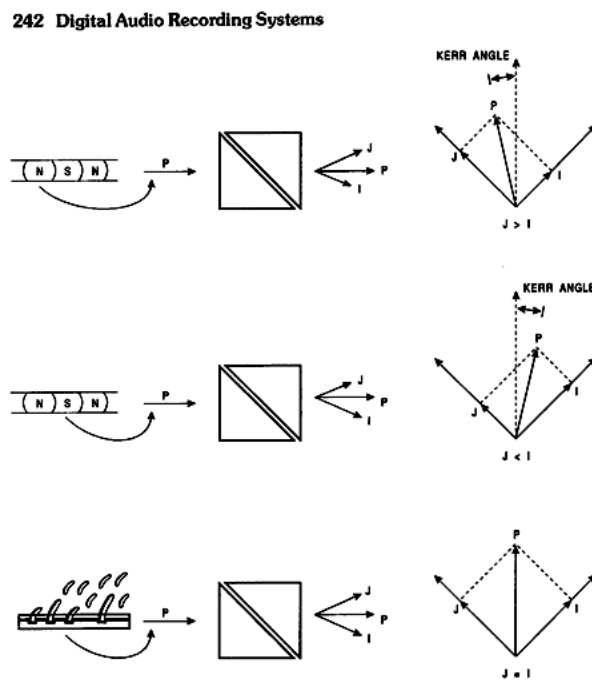 242 Digital Audio Recording Systems
KERR ANGLE
P
J
I
J > I
N S N
P
J
P
I
KERR ANGLE
P
J
I
J < I
N S N
P
J
P
I
P
J
I
J = I
P
J
P
I